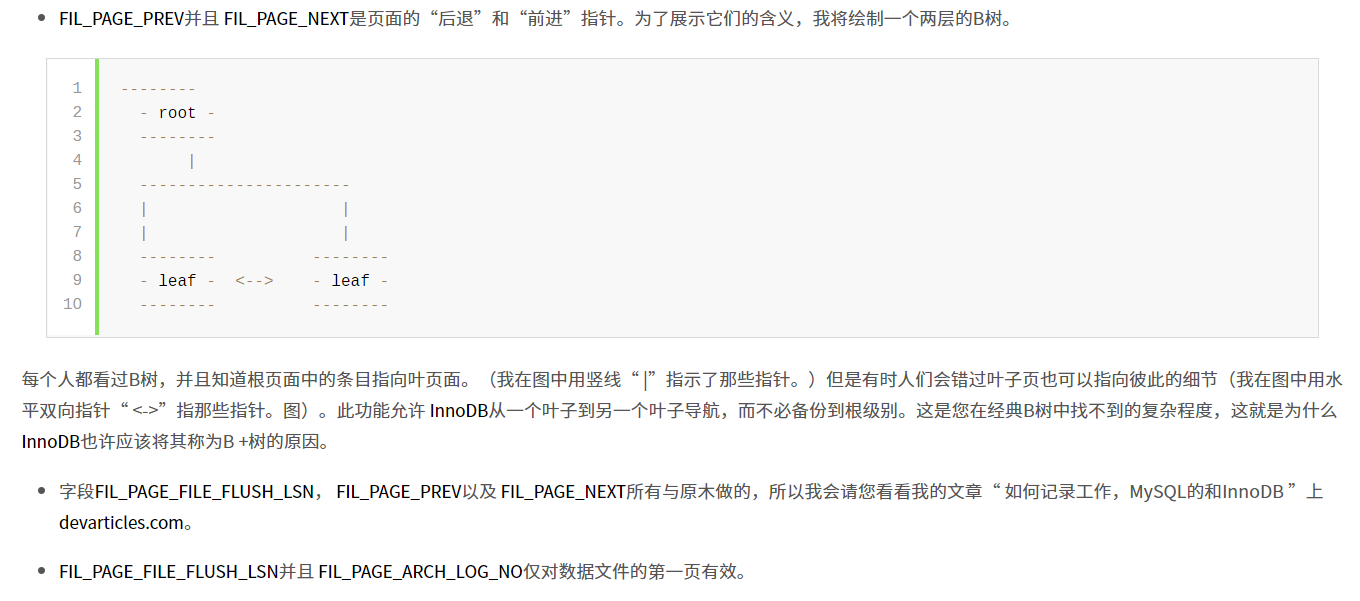 • FIL_PAGE_PREV并且 FIL_PAGE_NEXT是页面的“后退”和“前进”指针。为了展示它们的含义，我将绘制一个两层的B树。
1 --------
2   - root -
3   --------
4        |
5   ----------------------
6   |                     |
7   |                     |
8   --------          --------
9   - leaf -  <-->    - leaf -
10   --------          --------
每个人都看过B树，并且知道根页面中的条目指向叶页面。（我在图中用竖线“ |”指示了那些指针。）但是有时人们会错过叶子页也可以指向彼此的细节（我在图中用水
平双向指针“ <->”指那些指针。图）。此功能允许 InnoDB从一个叶子到另一个叶子导航，而不必备份到根级别。这是您在经典B树中找不到的复杂程度，这就是为什么
InnoDB也许应该将其称为B +树的原因。
• 字段FIL_PAGE_FILE_FLUSH_LSN， FIL_PAGE_PREV以及 FIL_PAGE_NEXT所有与原木做的，所以我会请您看看我的文章“ 如何记录工作，MySQL的和InnoDB ”上
devarticles.com。
• FIL_PAGE_FILE_FLUSH_LSN并且 FIL_PAGE_ARCH_LOG_NO仅对数据文件的第一页有效。